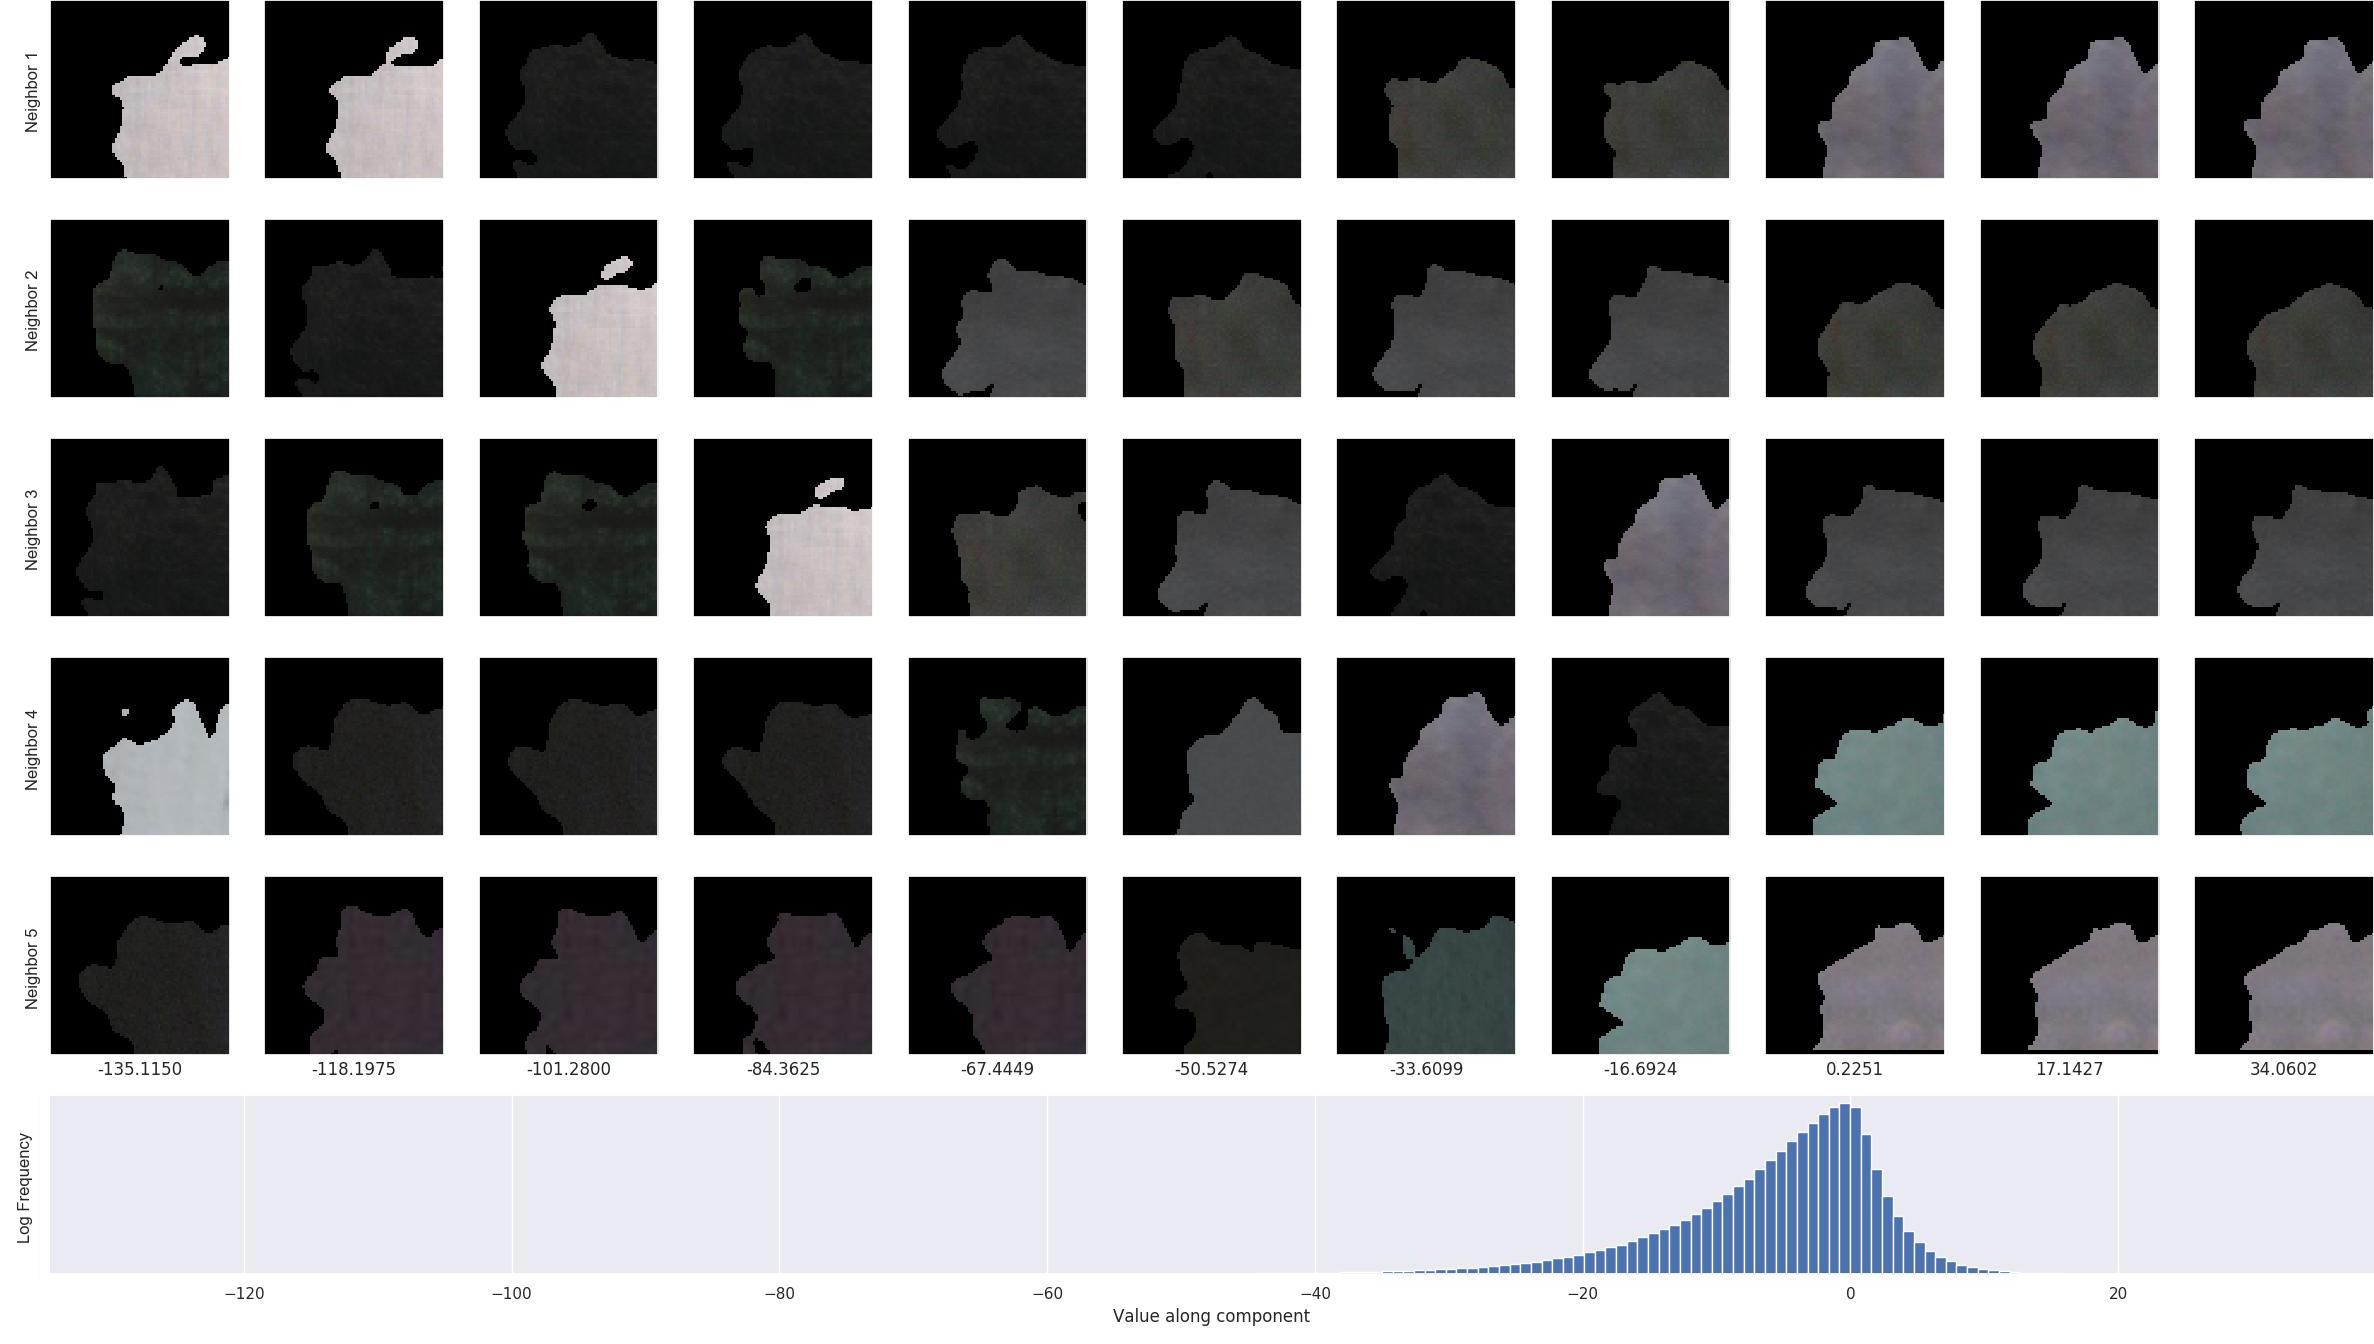 Neighbor 1
Neighbor 2
Neighbor 3
Neighbor 4
Neighbor 5
-135.1150 -118.1975 -101.2800 -84.3625 -67.4449 -50.5274 -33.6099 -16.6924 0.2251 17.1427 34.0602
Log Frequency
−120 −100 −80 −60 −40 −20 0 20
Value along component